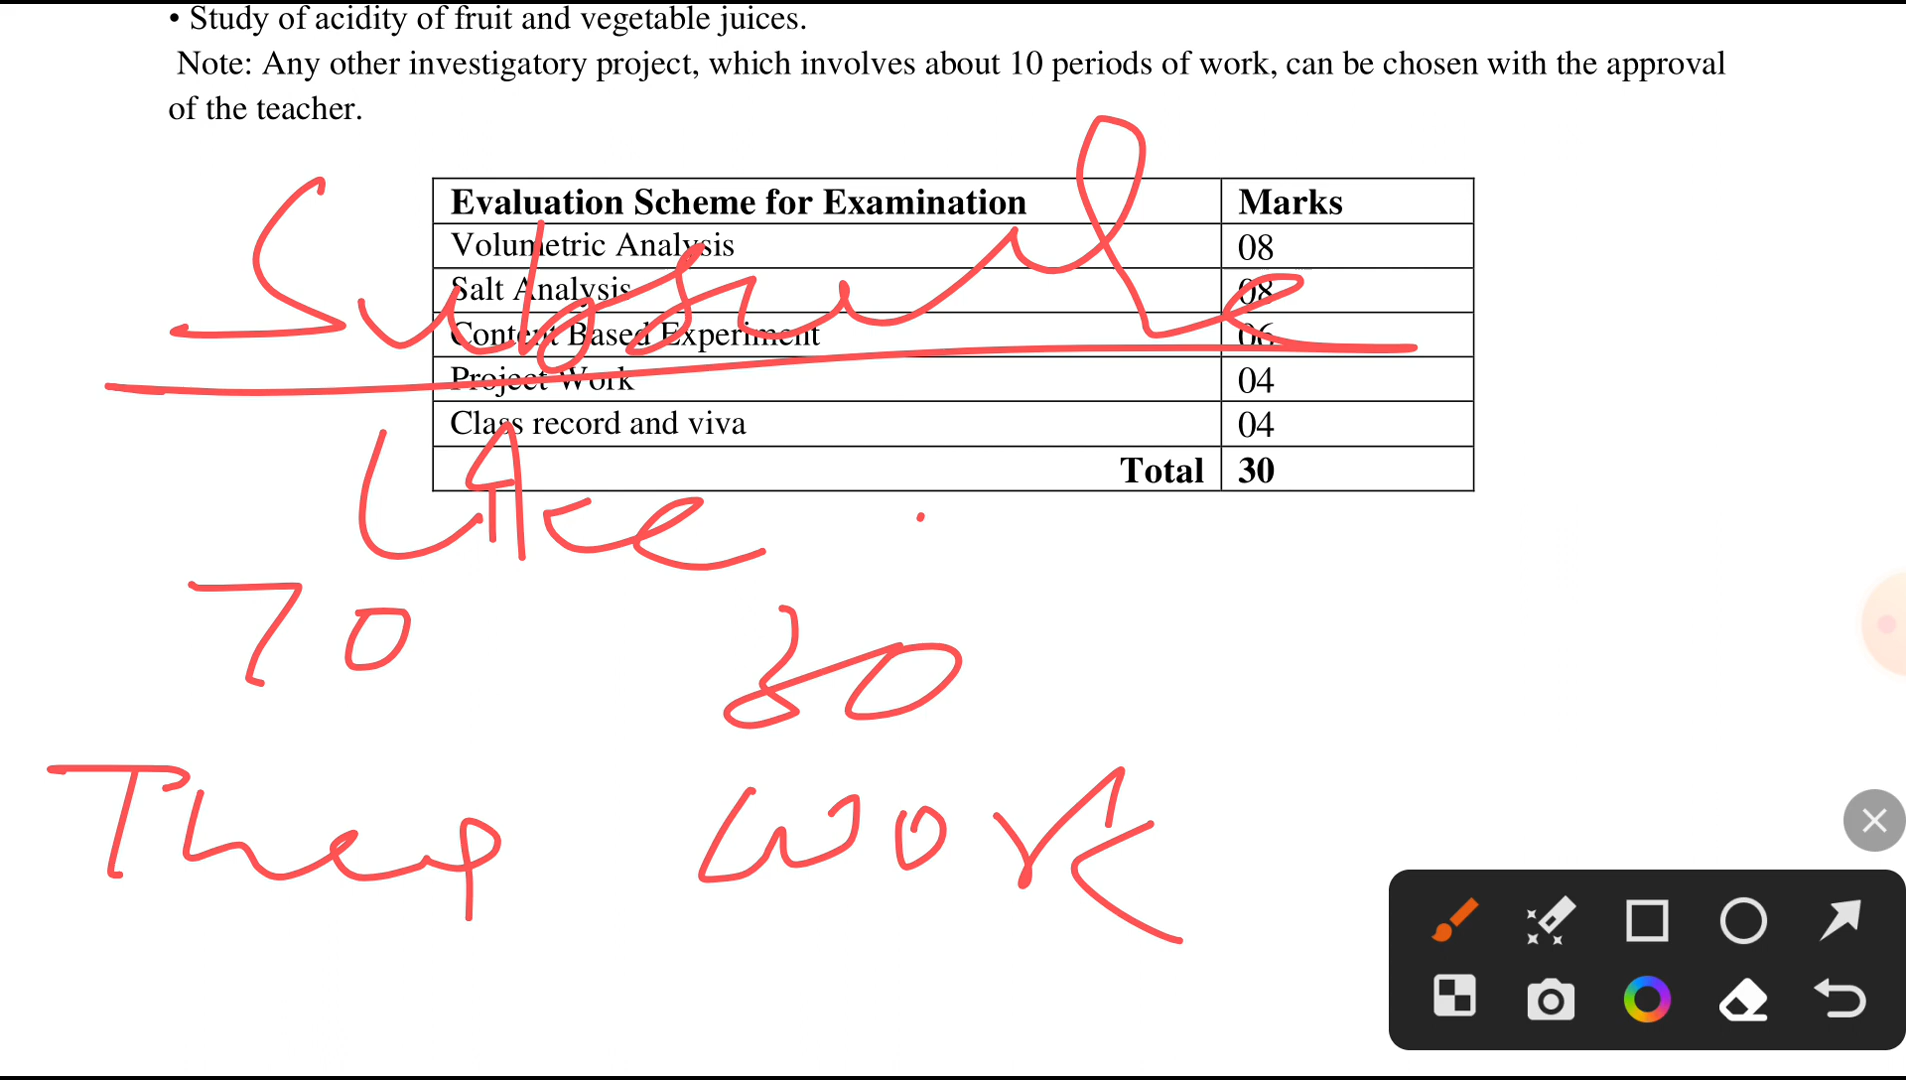 • Study of acidity of fruit and vegetable juices.
Note: Any other investigatory project, which involves about 10 periods of work, can be chosen with the approval
of the teacher.
Evaluation Scheme for Examination Marks
Volumetric Analysis 08
Salt Analysis 08
Content Based Experiment 06
Project Work 04
Class record and viva 04
Total 30
Like
70 30
work